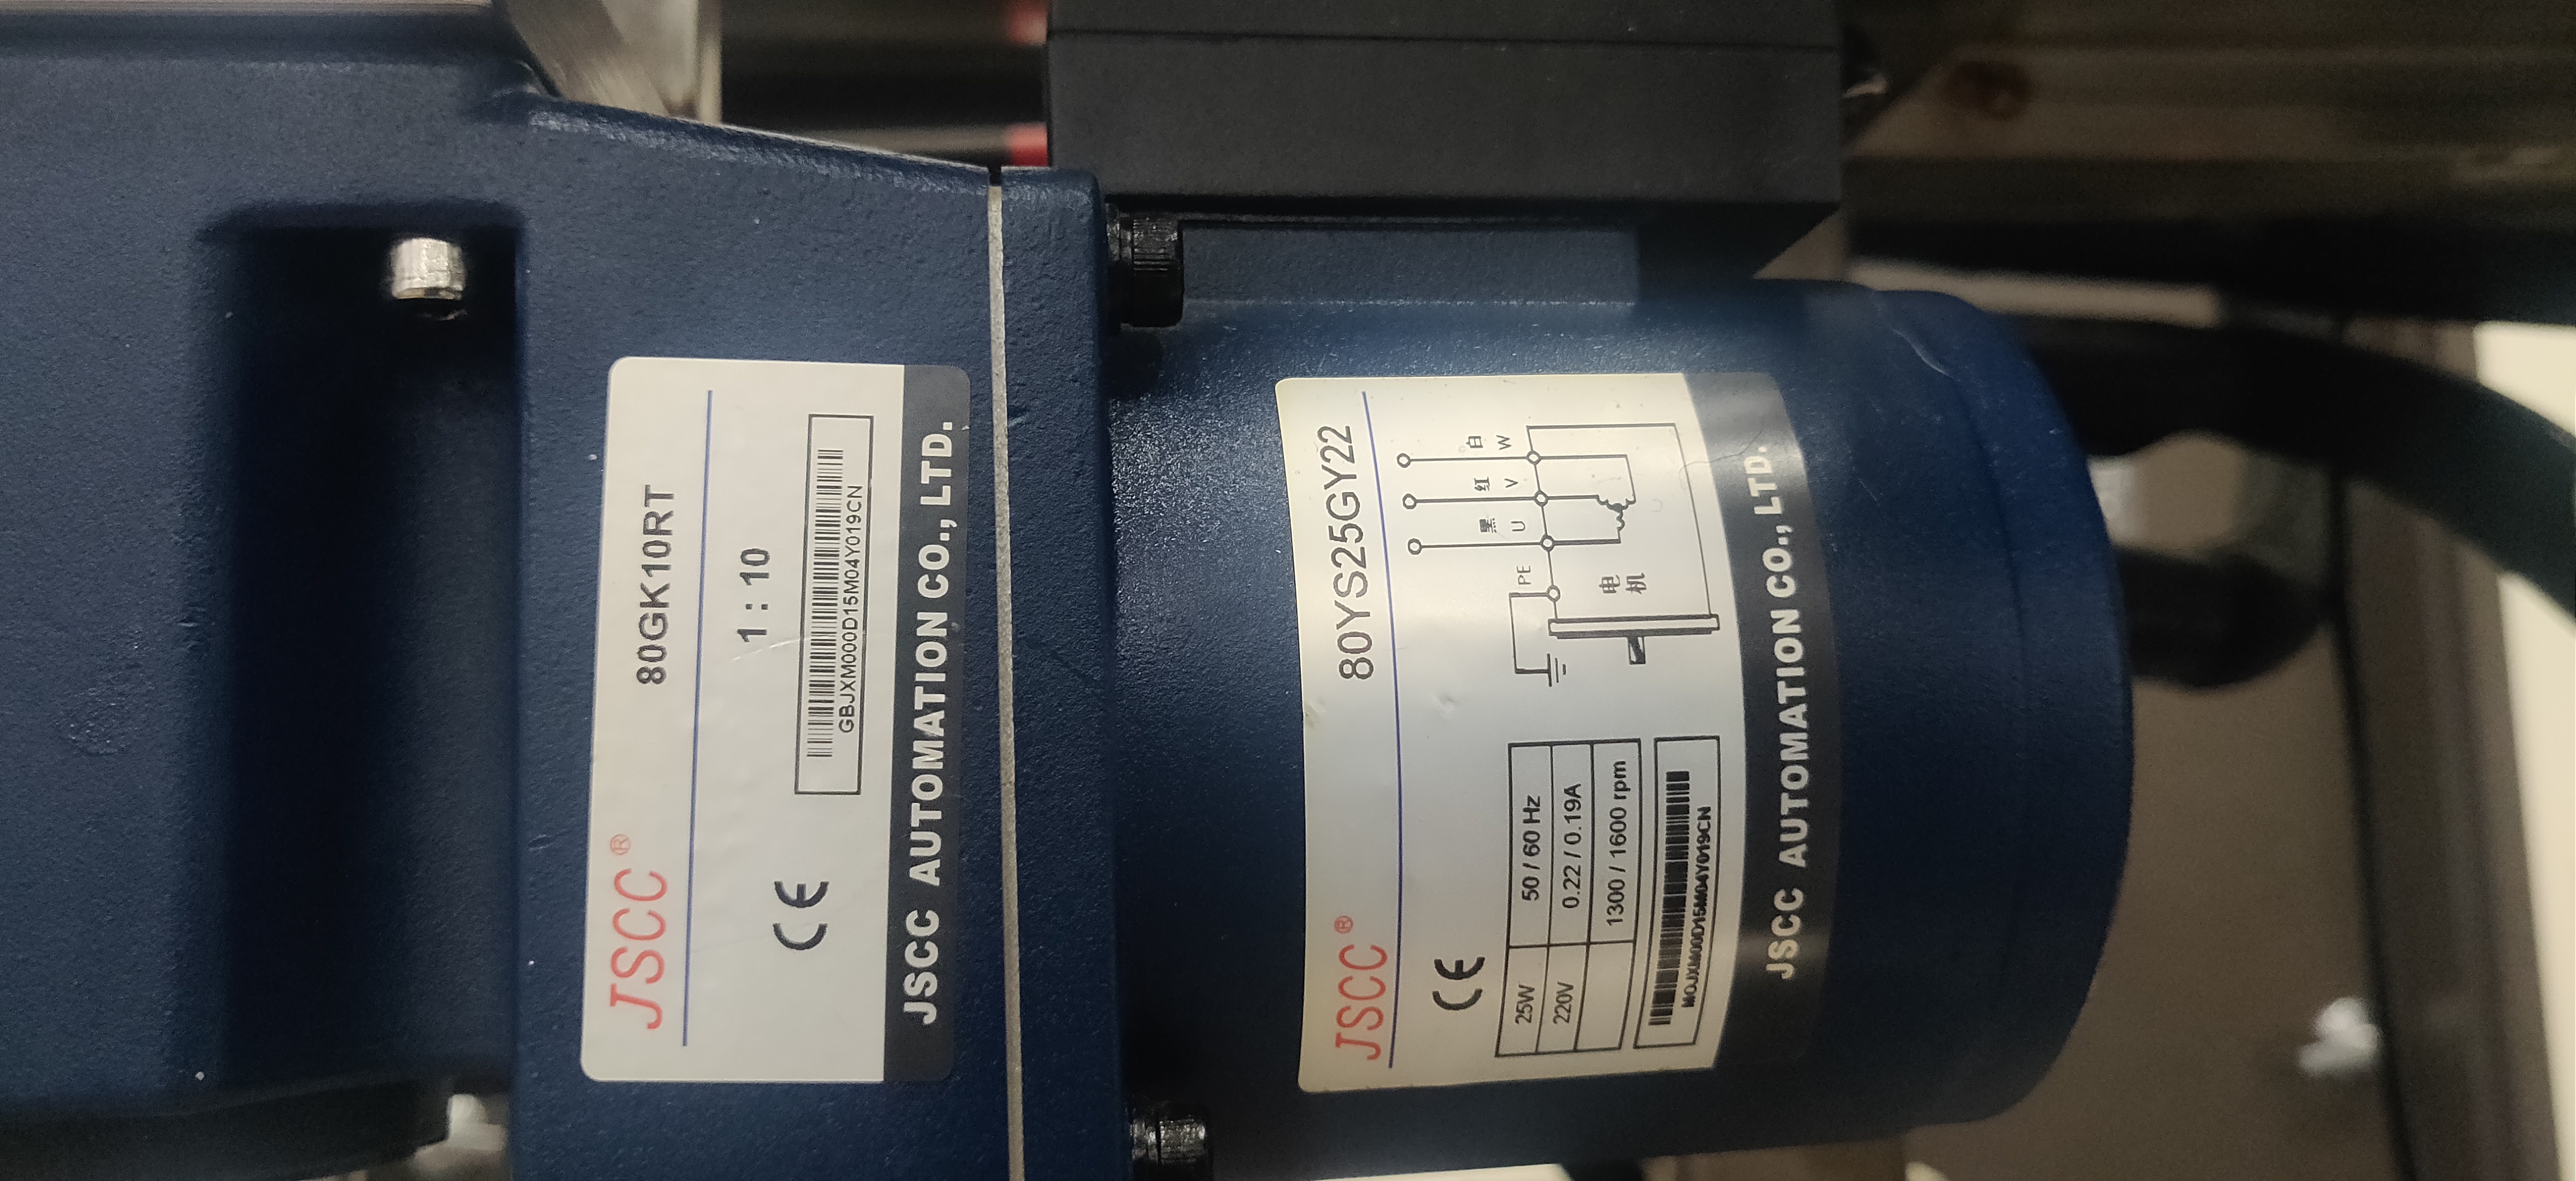 JSCC® 80GK10RT
CE 1 : 10
GBJXM000D15M04Y019CN
JSCC AUTOMATION CO., LTD.
JSCC® 80YS25GY22
CE
25W 50 / 60 Hz
220V 0.22 / 0.19A
1300 / 1600 rpm
MOJXM00D15M04Y019CN
PE 黑 红 白
U V W
电
机
JSCC AUTOMATION CO., LTD.